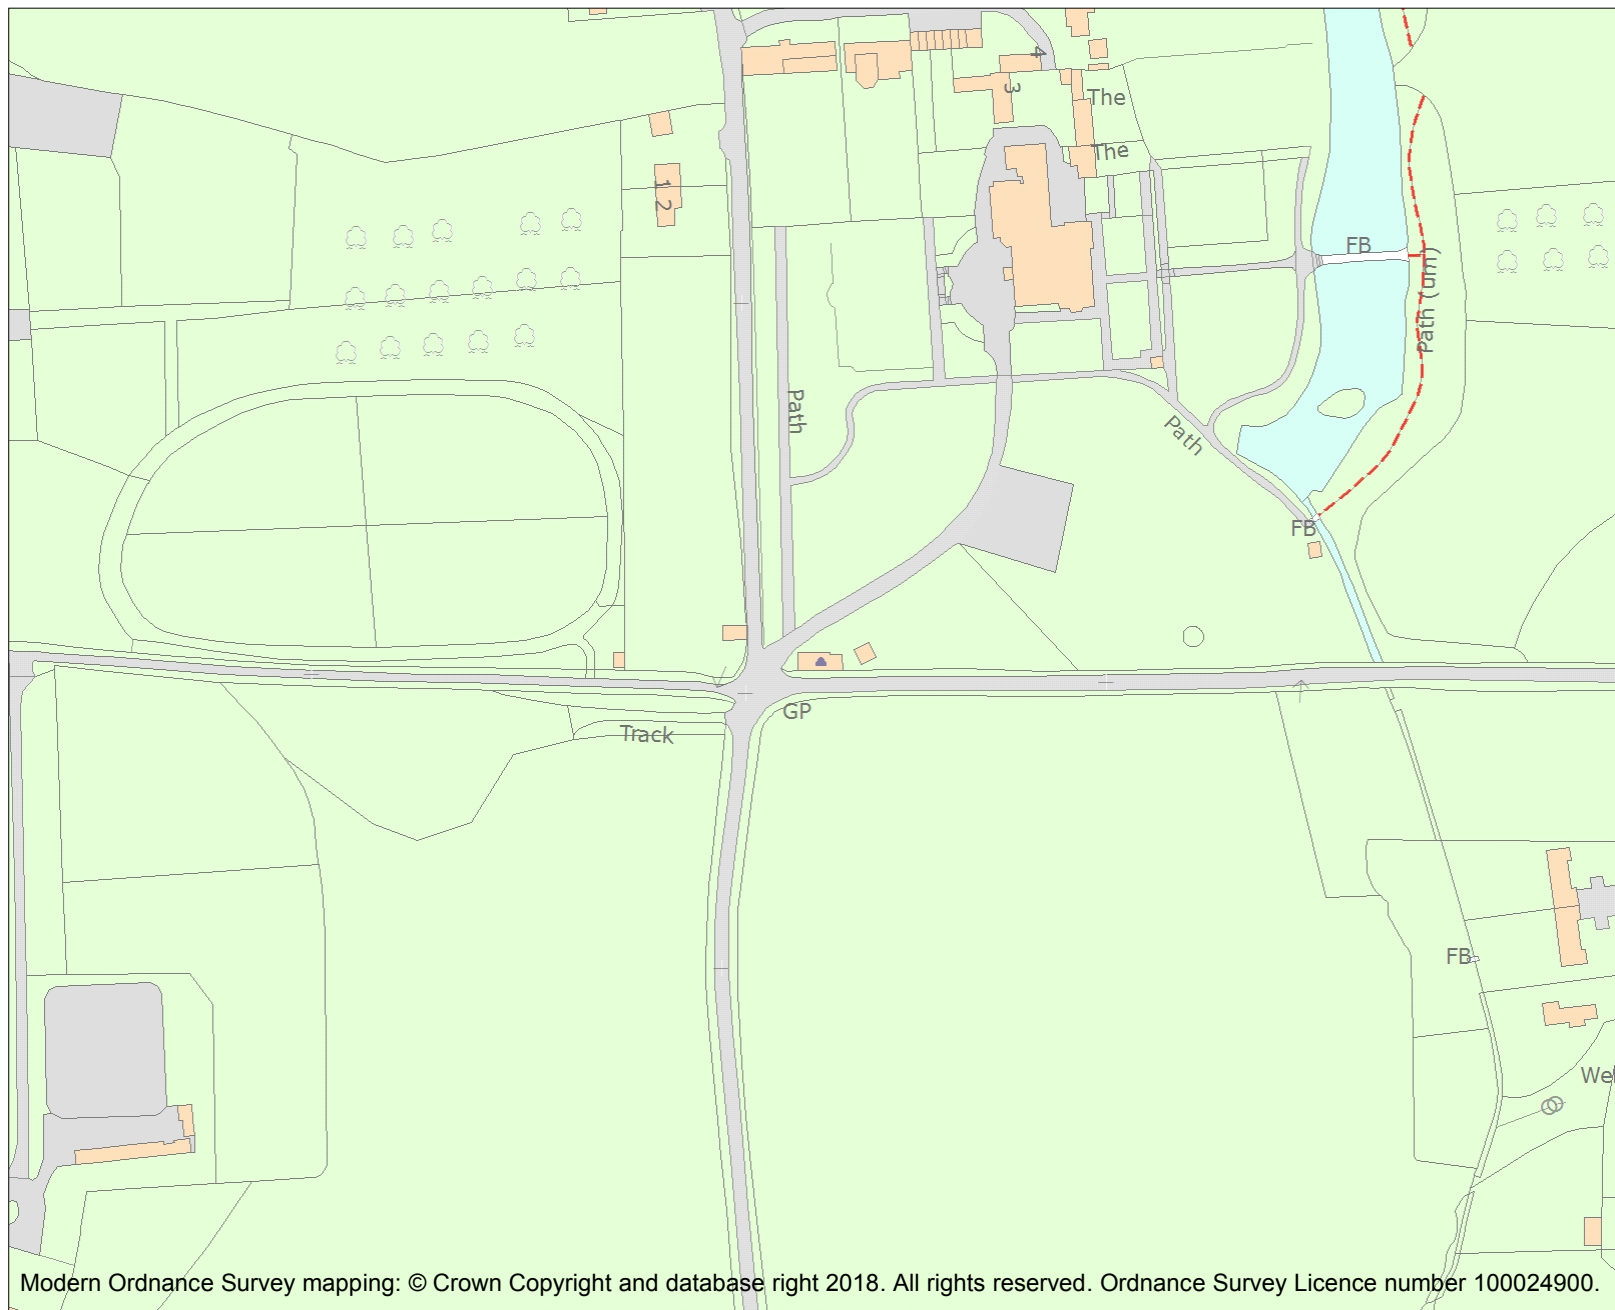 4
3
The
The
1
2
FB
Path (um)
Path
Path
FB
GP
Track
FB
Modern Ordnance Survey mapping: © Crown Copyright and database right 2018. All rights reserved. Ordnance Survey Licence number 100024900.